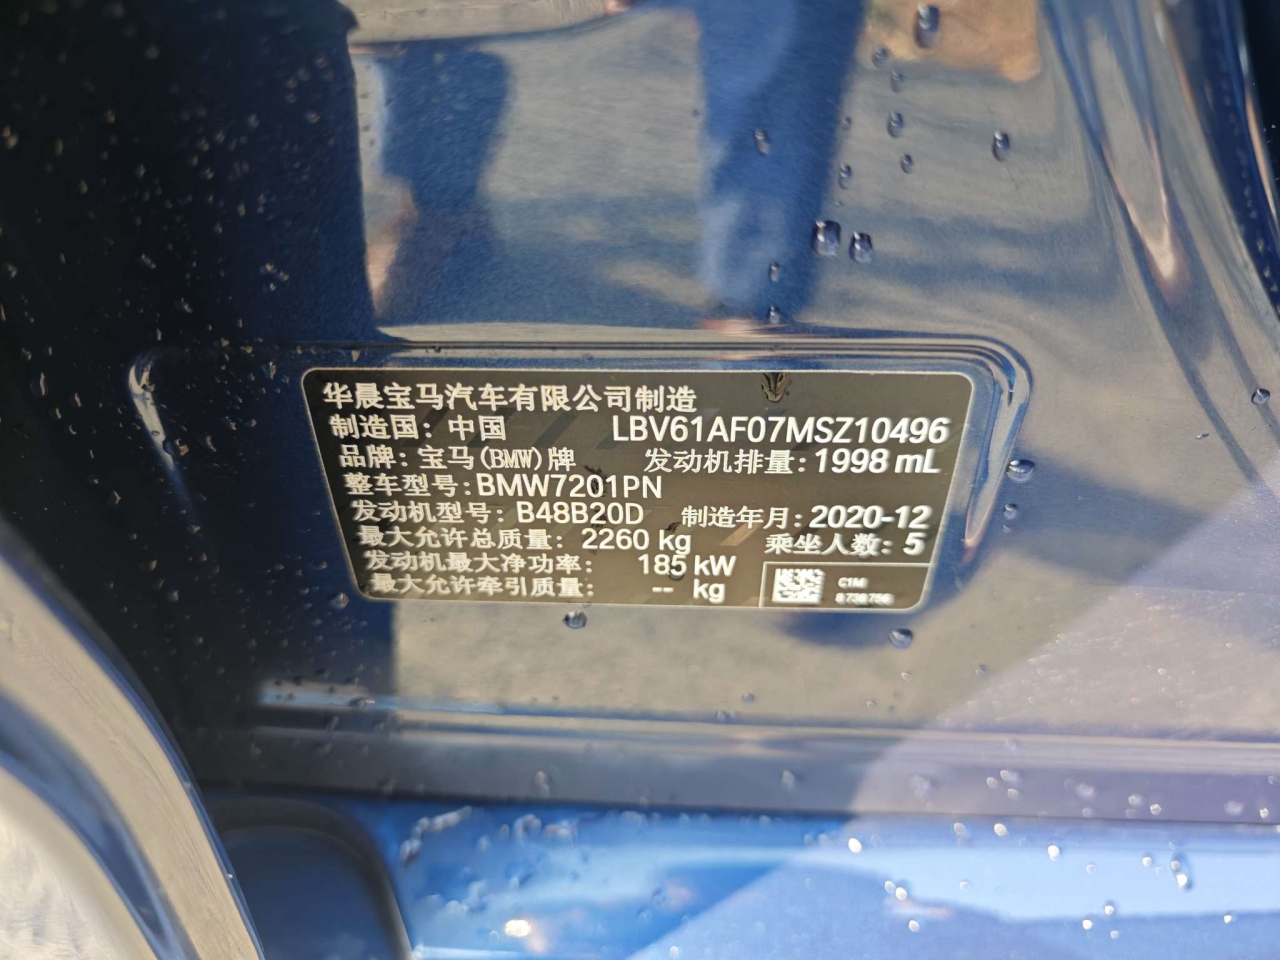 华晨宝马汽车有限公司制造
制造国：中国 LBV61AF07MSZ10496
品牌：宝马(BMW)牌 发动机排量：1998 mL
整车型号：BMW7201PN
发动机型号：B48B20D 制造年月：2020-12
最大允许总质量： 2260 kg 乘坐人数：5
发动机最大净功率： 185 kW
最大允许牵引质量： -- kg
C1M
8736756